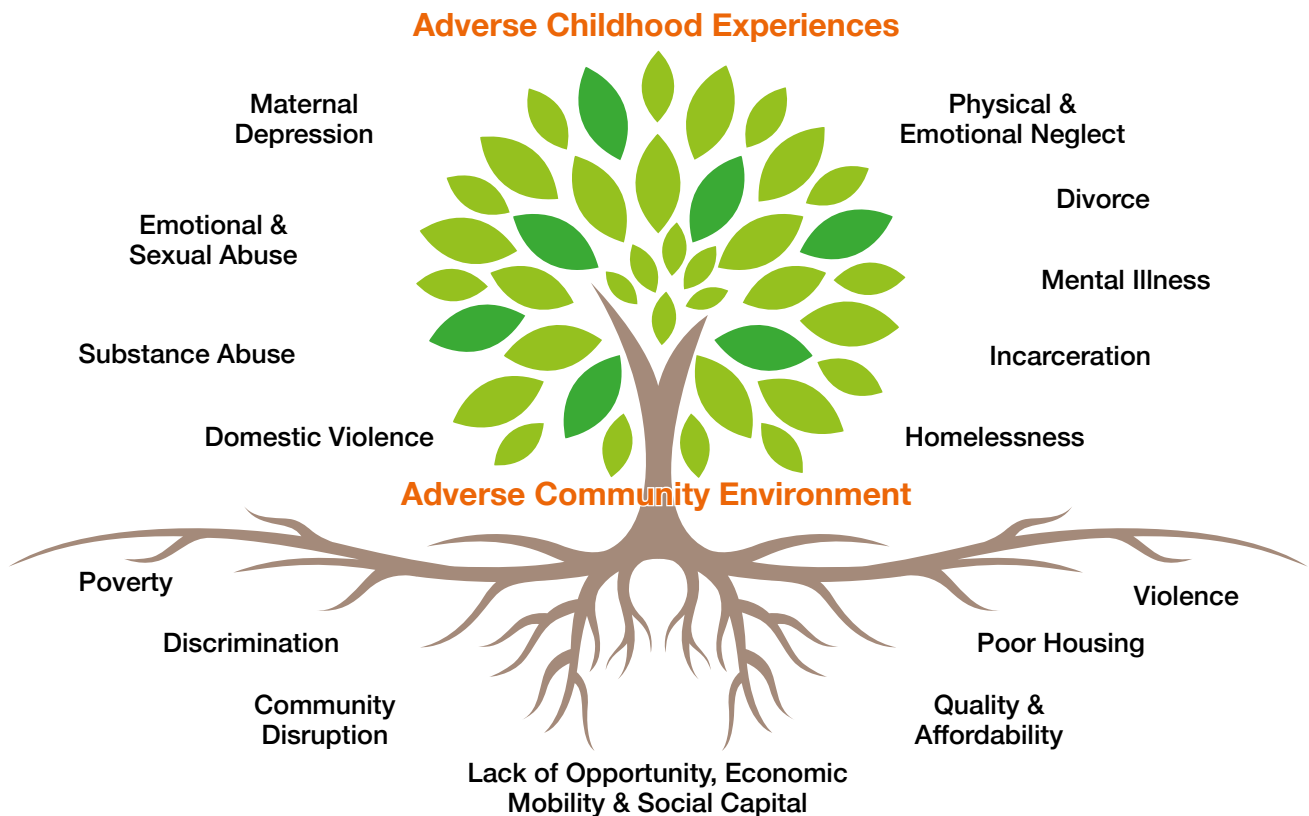 Adverse Childhood Experiences
Maternal
Depression
Physical &
Emotional Neglect
Divorce
Emotional &
Sexual Abuse
Mental Illness
Substance Abuse
Incarceration
Domestic Violence
Homelessness
Adverse Community Environment
Poverty
Violence
Discrimination
Poor Housing
Community
Disruption
Quality &
Affordability
Lack of Opportunity, Economic
Mobility & Social Capital